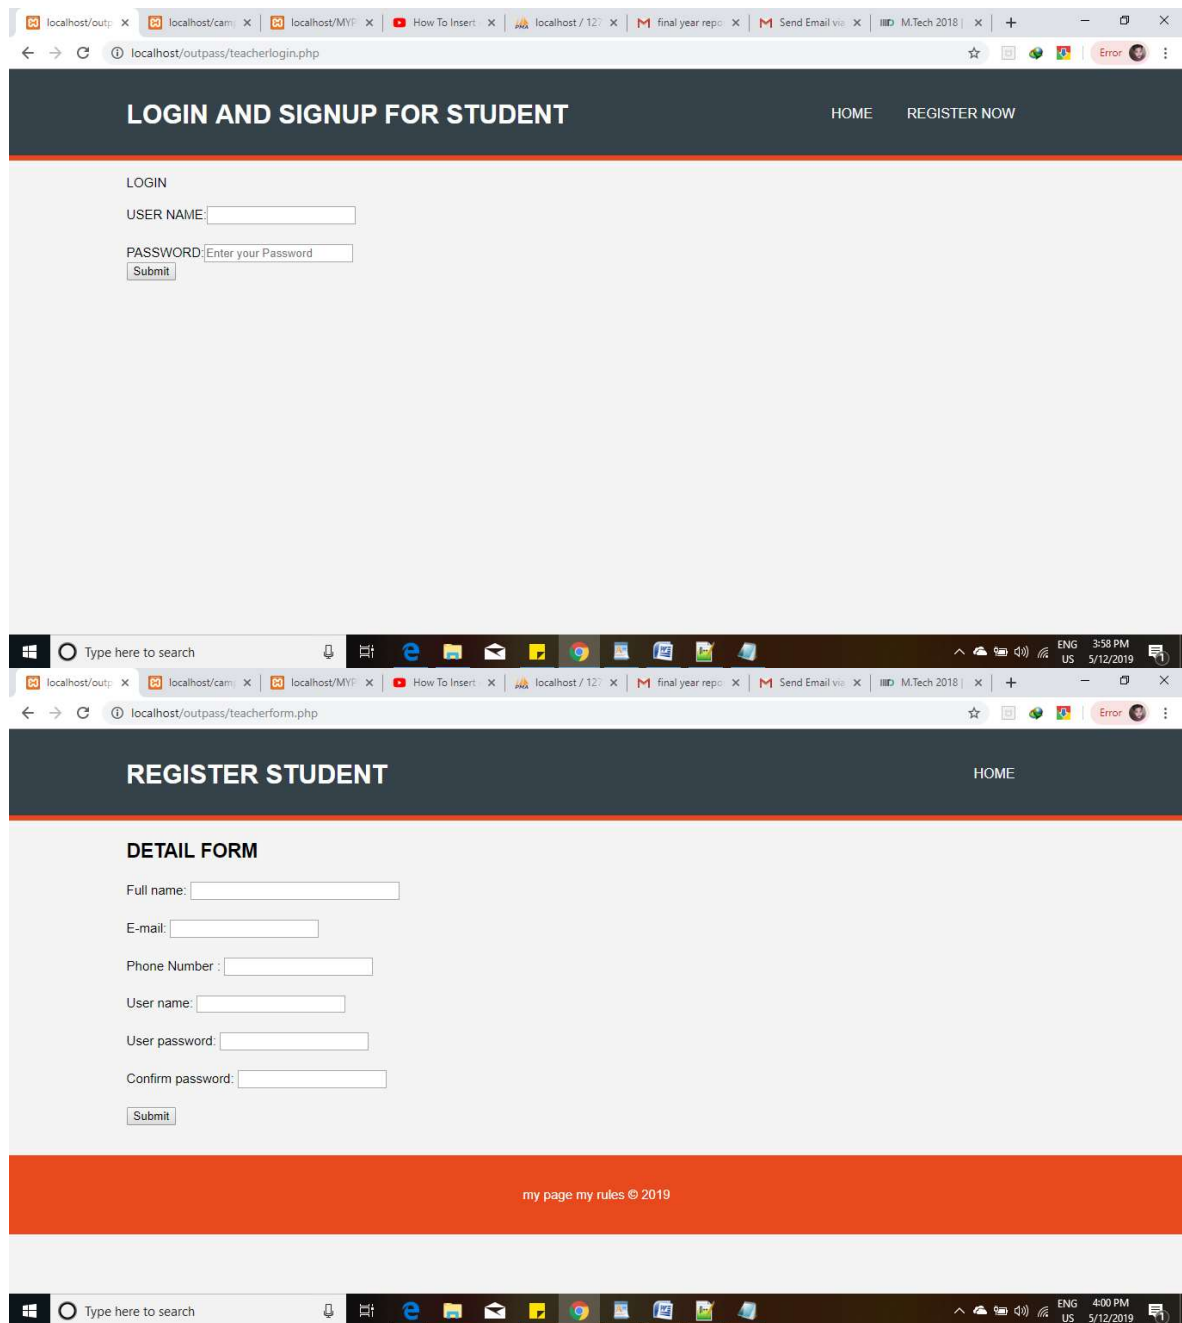 localhost/outp localhost/cam localhost/MYP How To Insert localhost / 127 final year repo Send Email via M.Tech 2018 |
localhost/outpass/teacherlogin.php Error
LOGIN AND SIGNUP FOR STUDENT HOME REGISTER NOW
LOGIN
USER NAME:
PASSWORD: Enter your Password
Submit
Type here to search ENG 3:58 PM
US 5/12/2019
localhost/outp localhost/cam localhost/MYP How To Insert localhost / 127 final year repo Send Email via M.Tech 2018 |
localhost/outpass/teacherform.php Error
REGISTER STUDENT HOME
DETAIL FORM
Full name:
E-mail:
Phone Number :
User name:
User password:
Confirm password:
Submit
my page my rules © 2019
Type here to search ENG 4:00 PM
US 5/12/2019